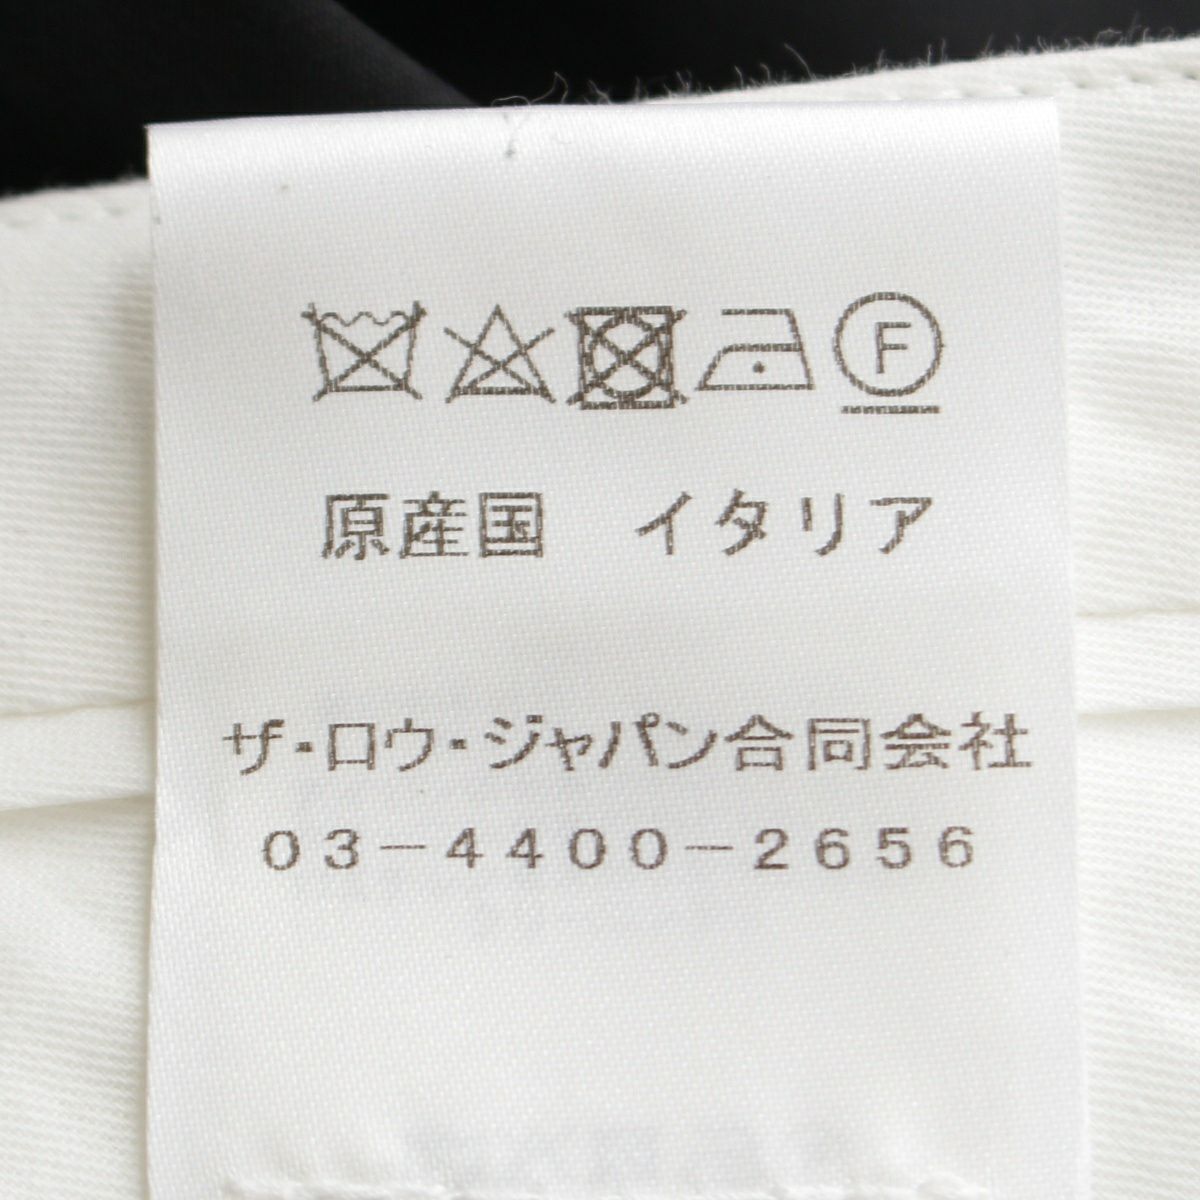 F
原産国　イタリア
ザ・ロウ・ジャパン合同会社
０３－４４００－２６５６